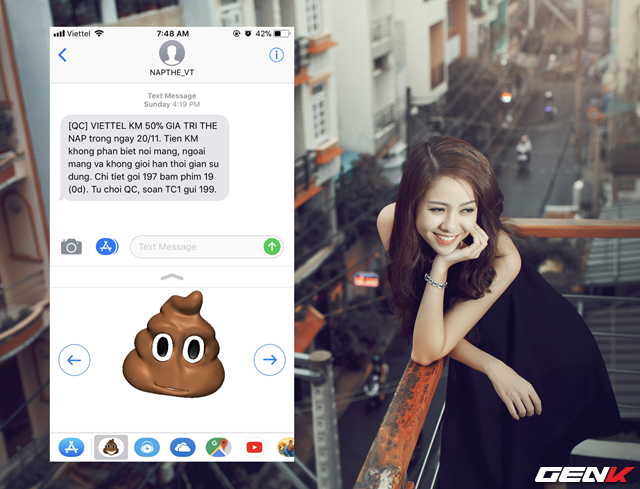 Viettel
7:48 AM
42%
NAPTHE_VT
Text Message
Sunday 4:19 PM
[QC] VIETTEL KM 50% GIA TRI THE
NAP trong ngay 20/11. Tien KM
khong phan biet noi mang, ngoai
mang va khong gioi han thoi gian su
dung. Chi tiet goi 197 bam phim 19
(0d). Tu choi QC, soan TC1 gui 199.
Text Message
GENK